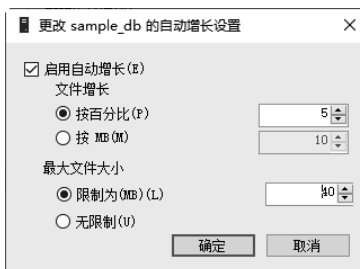 更改 sample_db 的自动增长设置
启用自动增长(E)
文件增长
按百分比(P) 5
按 MB(M) 10
最大文件大小
限制为(MB)(L) 40
无限制(U)
确定 取消